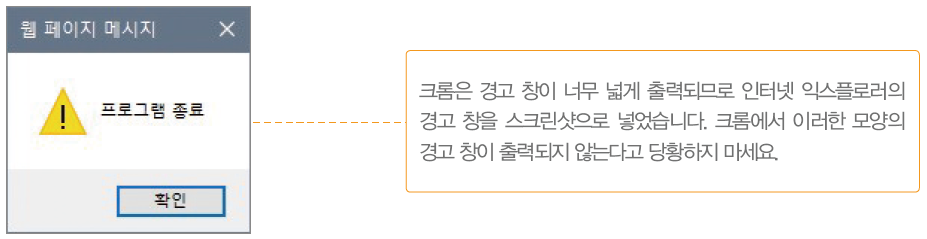 웹 페이지 메시지
프로그램 종료
확인
크롬은 경고 창이 너무 넓게 출력되므로 인터넷 익스플로러의
경고 창을 스크린샷으로 넣었습니다. 크롬에서 이러한 모양의
경고 창이 출력되지 않는다고 당황하지 마세요.